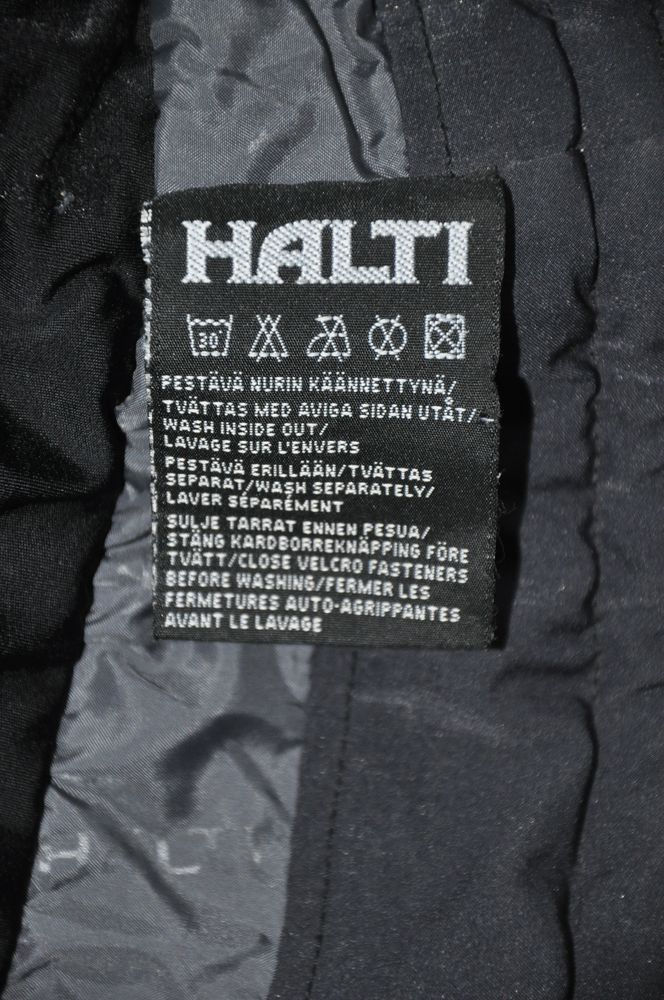 HALTI
30
PESTÄVÄ NURIN KÄÄNNETTYNÄ/
TVÄTTAS MED AVIGA SIDAN UTÅT/
WASH INSIDE OUT/
LAVAGE SUR L'ENVERS
PESTÄVÄ ERILLÄÄN/TVÄTTAS
SEPARAT/WASH SEPARATELY/
LAVER SÉPARÉMENT
SULJE TARRAT ENNEN PESUA/
STÄNG KARDBORREKNÄPPING FÖRE
TVÄTT/CLOSE VELCRO FASTENERS
BEFORE WASHING/FERMER LES
FERMETURES AUTO-AGRIPPANTES
AVANT LE LAVAGE